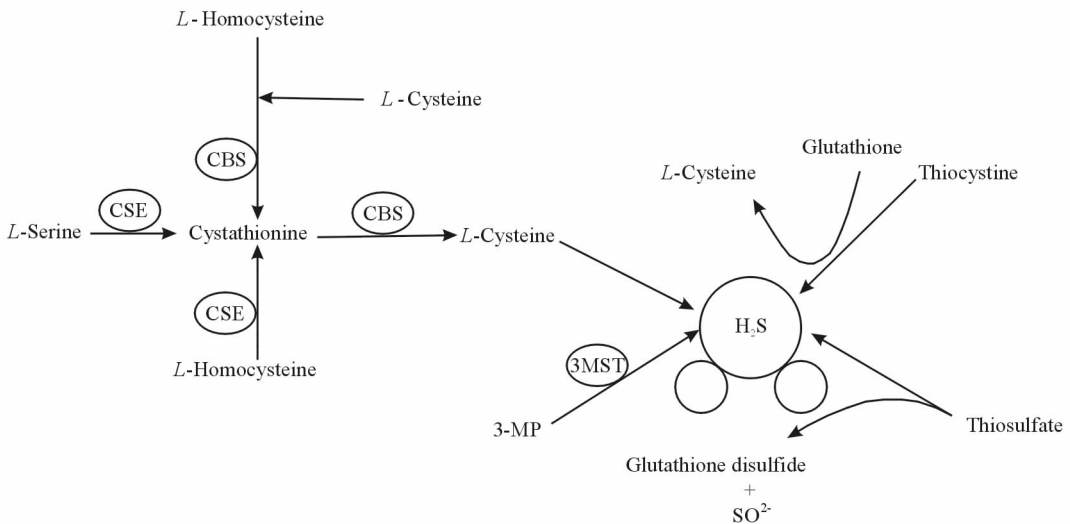 L- Homocysteine
L - Cysteine
CBS
Glutathione
L-Cysteine
Thiocystine
CSE
CBS
L-Serine
Cystathionine
L-Cysteine
CSE
H₂S
L-Homocysteine
3MST
3-MP
Thiosulfate
Glutathione disulfide
+
SO²⁻